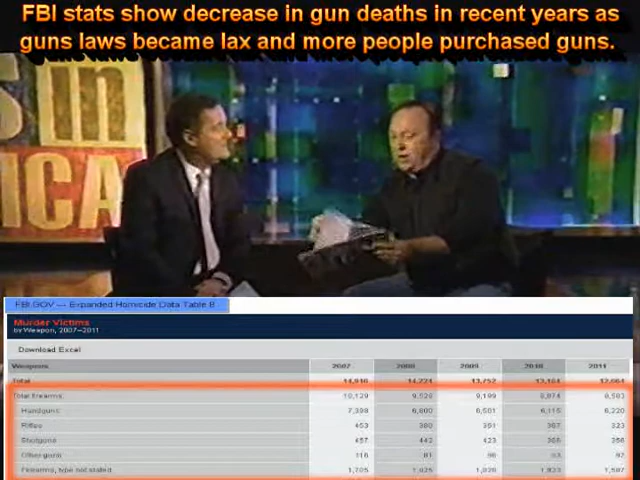 FBI stats show decrease in gun deaths in recent years as
guns laws became lax and more people purchased guns.
in
ICA
FBI.GOV — Expanded Homicide Data Table 8...
Murder Victims
by Weapon, 2007–2011
Download Excel
Weapons 2007 2008 2009 2010 2011
Total 14,916 14,224 13,752 13,164 12,664
Total firearms: 10,129 9,528 9,199 8,874 8,583
Handguns 7,398 6,800 6,501 6,115 6,220
Rifles 453 380 351 367 323
Shotguns 457 442 423 366 356
Other guns 116 81 96 93 97
Firearms, type not stated 1,705 1,825 1,828 1,933 1,587